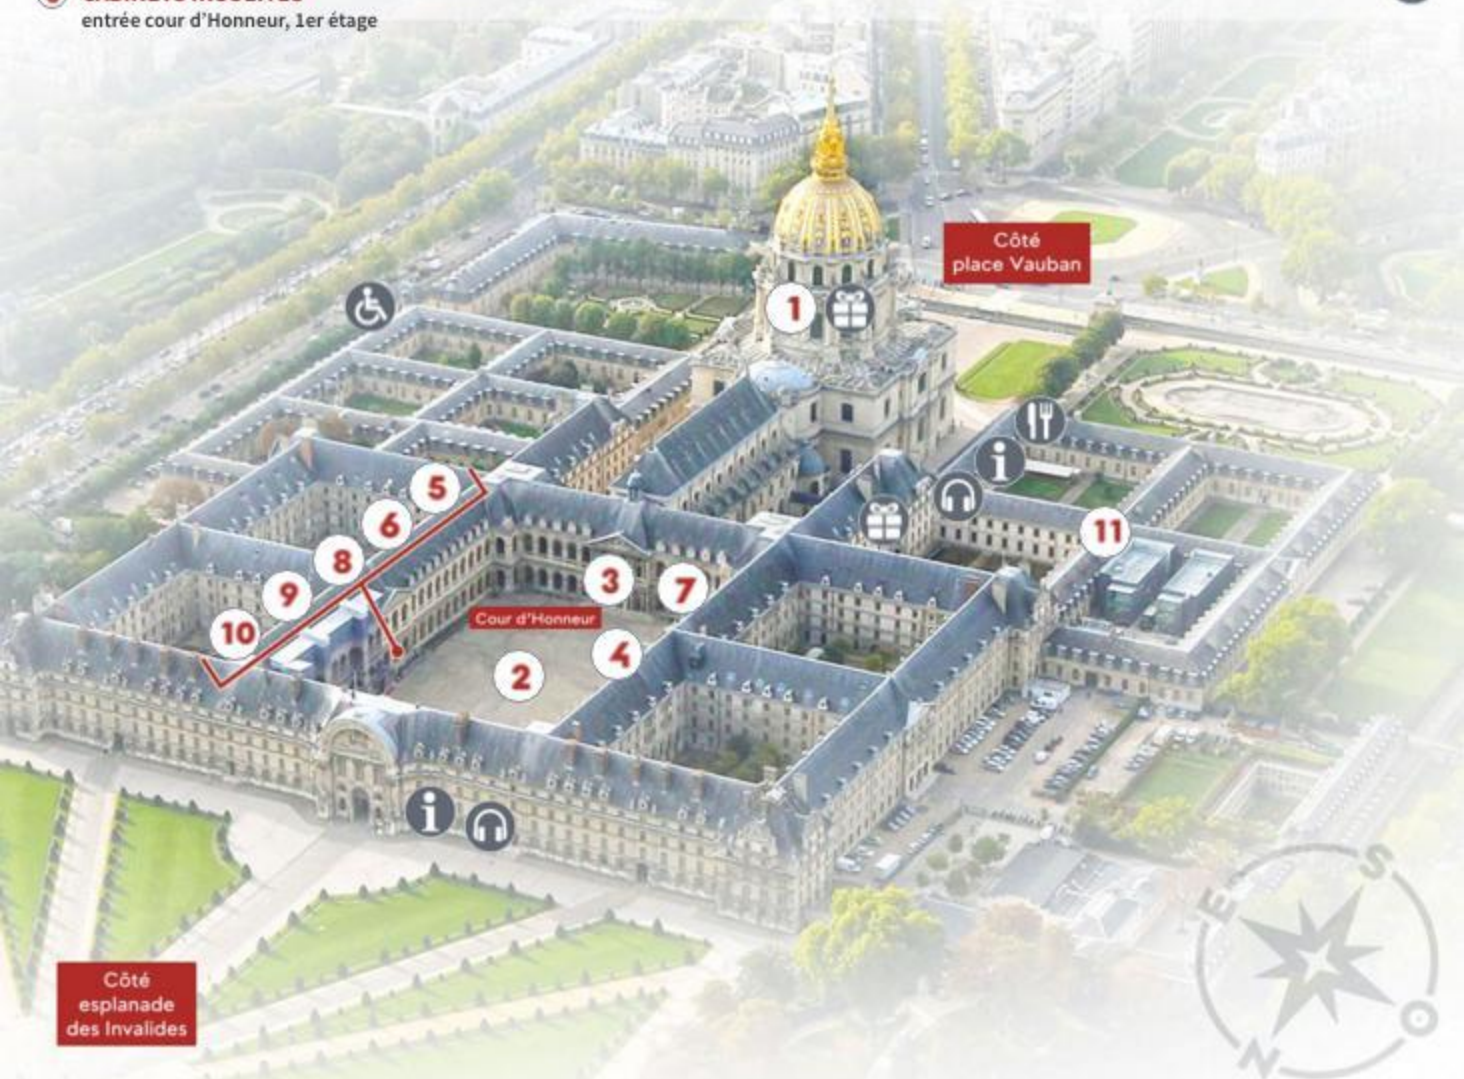 entrée cour d'Honneur, 1er étage
Côté
place Vauban
1
5
6
8
9
10
11
3
7
Cour d'Honneur
4
2
i
i
Côté
esplanade
des Invalides
S
E
O
N